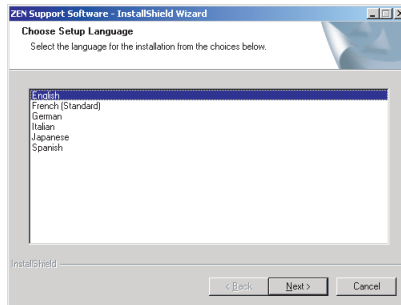 ZEN Support Software - InstallShield Wizard
Choose Setup Language
Select the language for the installation from the choices below.
English
French (Standard)
German
Italian
Japanese
Spanish
InstallShield
< Back
Next >
Cancel